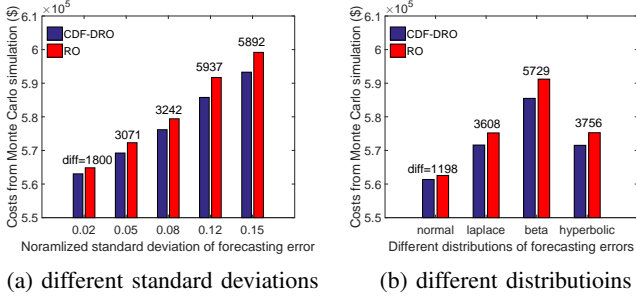 6.1 ×10⁵
CDF-DRO
RO
6
5.9
5.8
5.7
5.6
5.5
Costs from Monte Carlo simulation ($)
diff=1800
3071
3242
5937
5892
0.02 0.05 0.08 0.12 0.15
Noramlized standard deviation of forecasting error
(a) different standard deviations
6.1 ×10⁵
CDF-DRO
RO
6
5.9
5.8
5.7
5.6
5.5
Costs from Monte Carlo simulation ($)
diff=1198
3608
5729
3756
normal laplace beta hyperbolic
Different distributions of forecasting errors
(b) different distributioins